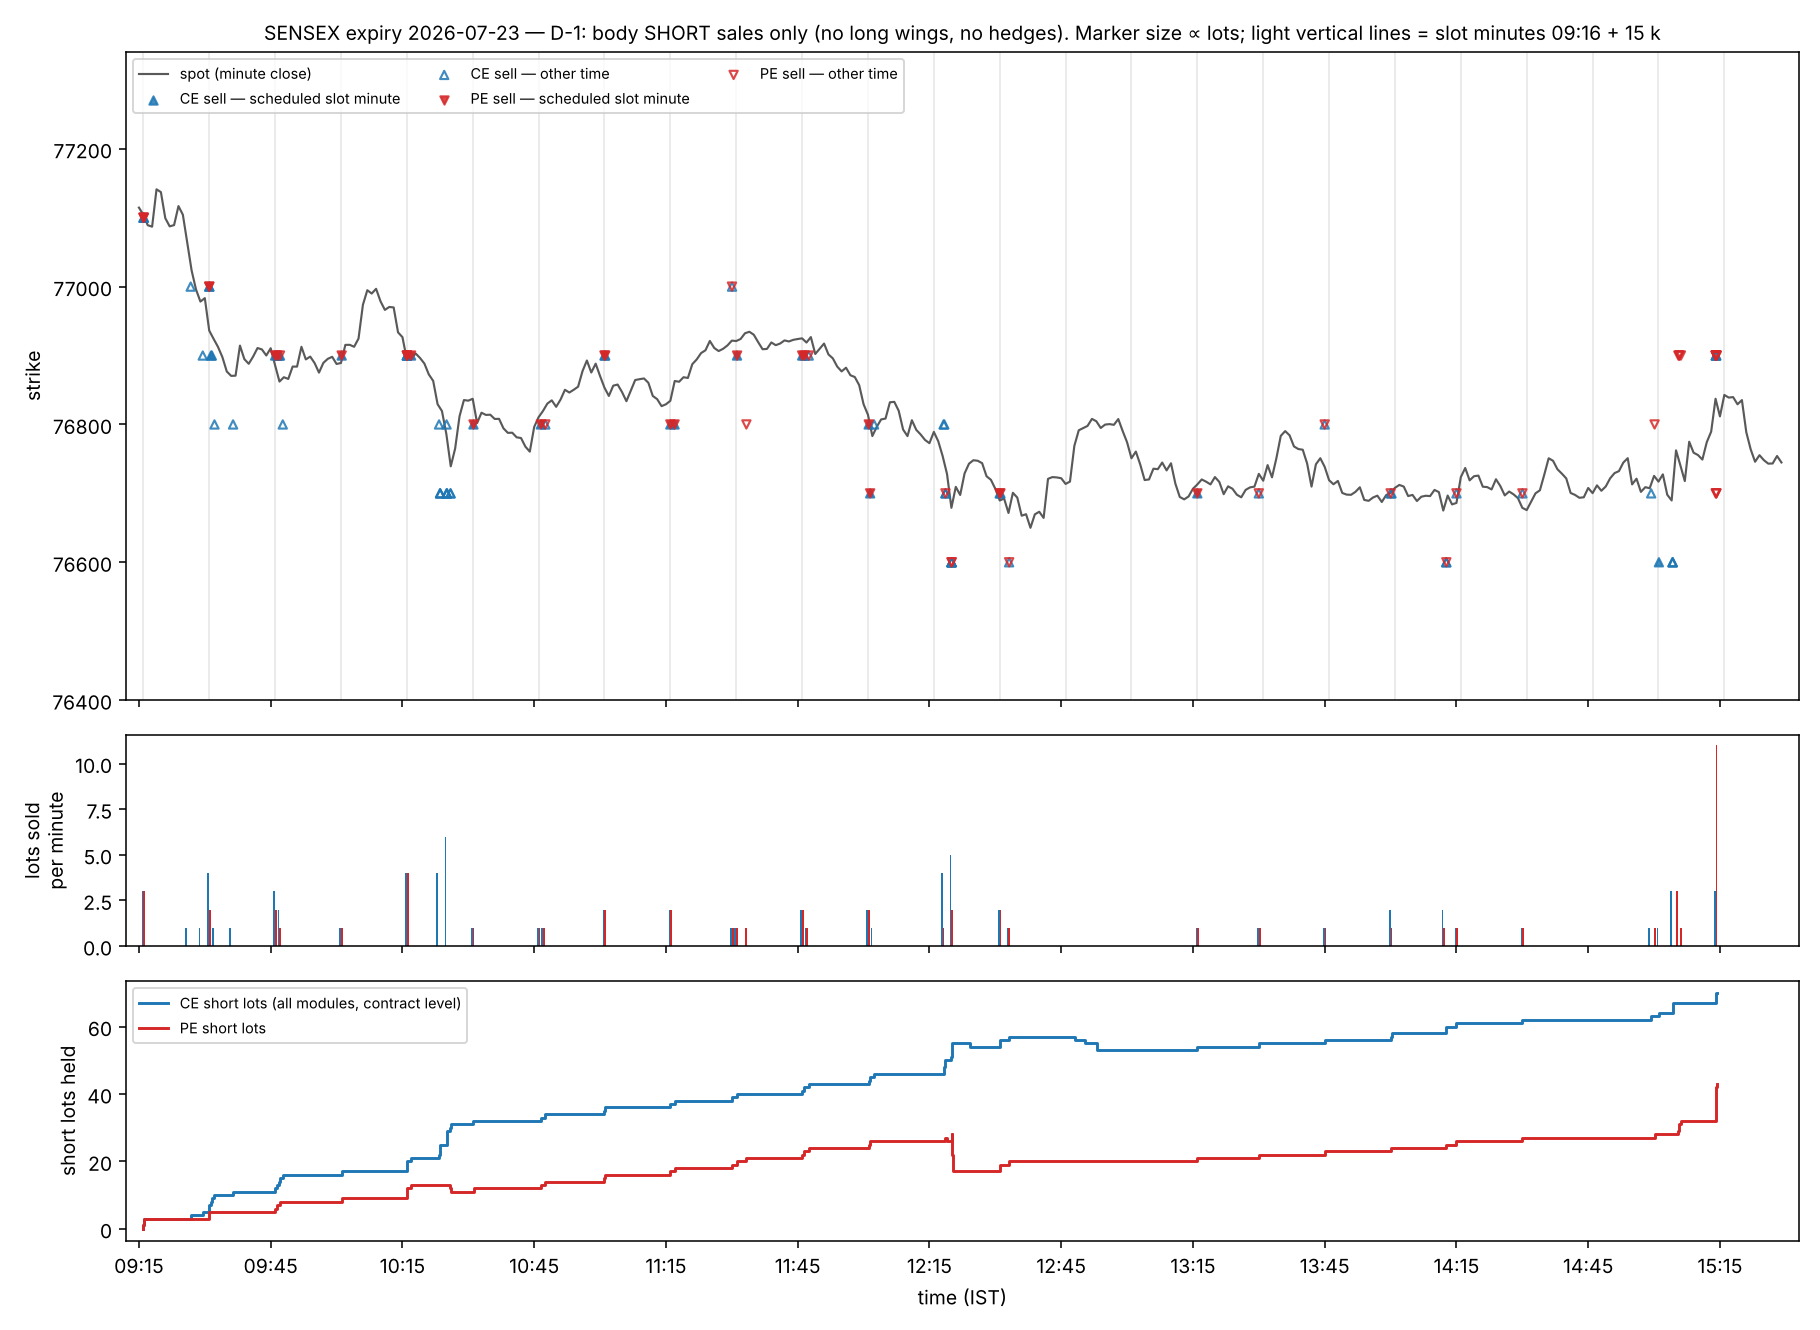 SENSEX expiry 2026-07-23 — D-1: body SHORT sales only (no long wings, no hedges). Marker size ∝ lots; light vertical lines = slot minutes 09:16 + 15 k
spot (minute close)
CE sell — scheduled slot minute
CE sell — other time
PE sell — scheduled slot minute
PE sell — other time
77200
77000
76800
76600
76400
strike
10.0
7.5
5.0
2.5
0.0
lots sold
per minute
CE short lots (all modules, contract level)
PE short lots
60
40
20
0
short lots held
09:15 09:45 10:15 10:45 11:15 11:45 12:15 12:45 13:15 13:45 14:15 14:45 15:15
time (IST)